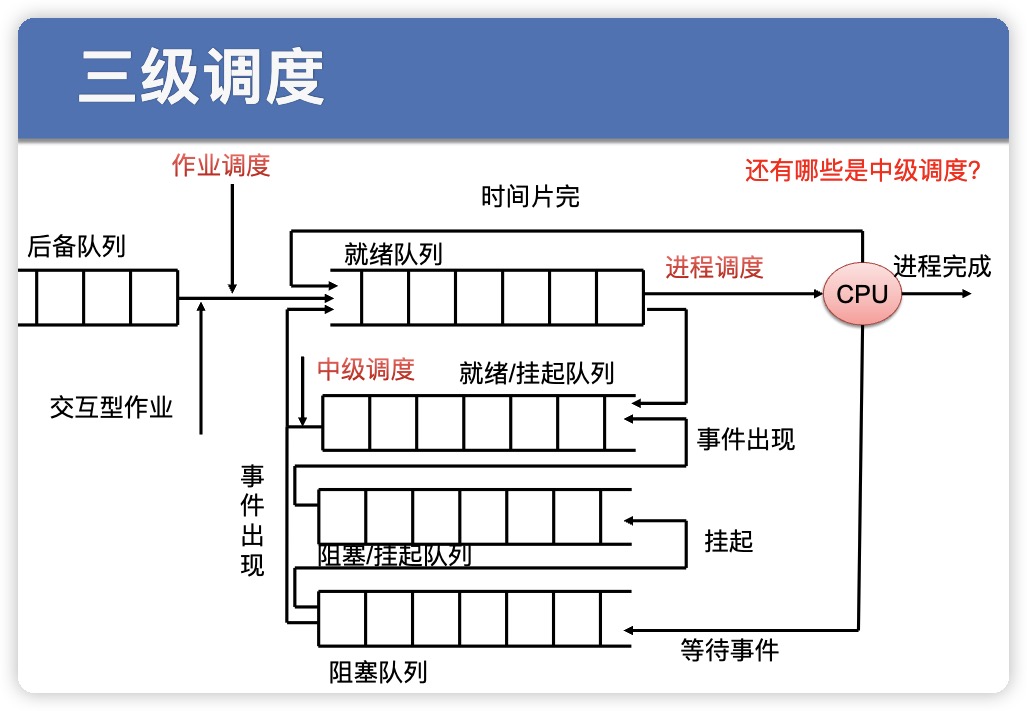 三级调度
作业调度
还有哪些是中级调度?
时间片完
后备队列
就绪队列
进程调度
进程完成
CPU
中级调度
就绪/挂起队列
交互型作业
事件出现
事件出现
挂起
阻塞/挂起队列
等待事件
阻塞队列